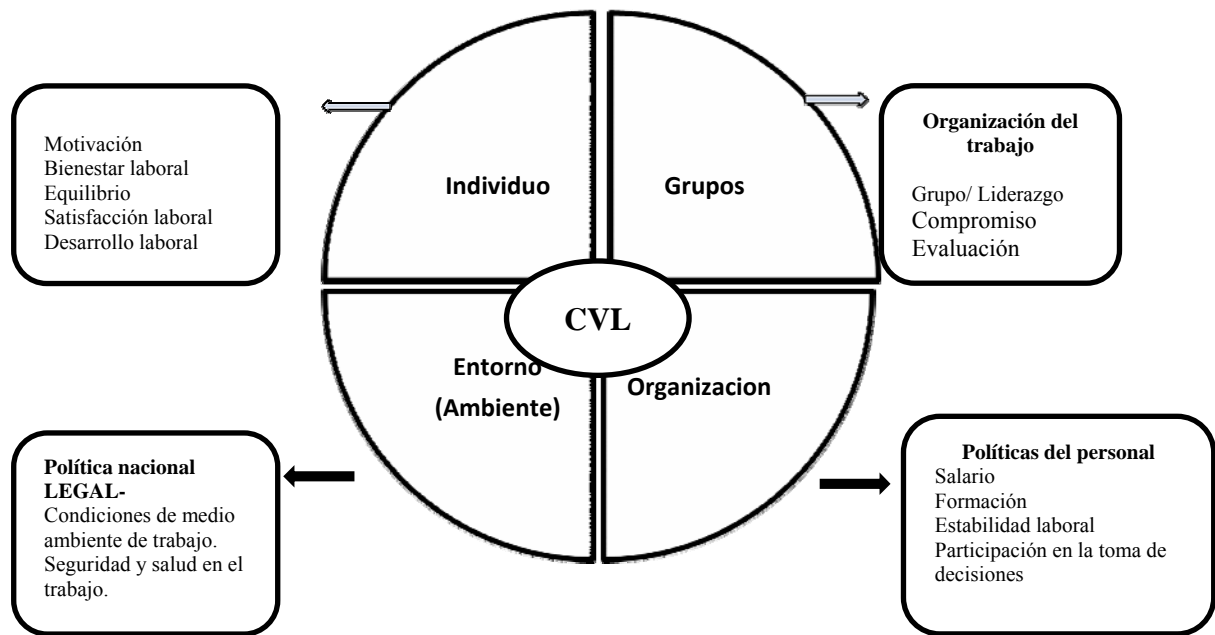 Motivación
Bienestar laboral
Equilibrio
Satisfacción laboral
Desarrollo laboral
Individuo
Grupos
Organización del
trabajo
Grupo/ Liderazgo
Compromiso
Evaluación
CVL
Entorno
(Ambiente)
Organizacion
Política nacional
LEGAL-
Condiciones de medio
ambiente de trabajo.
Seguridad y salud en el
trabajo.
Políticas del personal
Salario
Formación
Estabilidad laboral
Participación en la toma de
decisiones